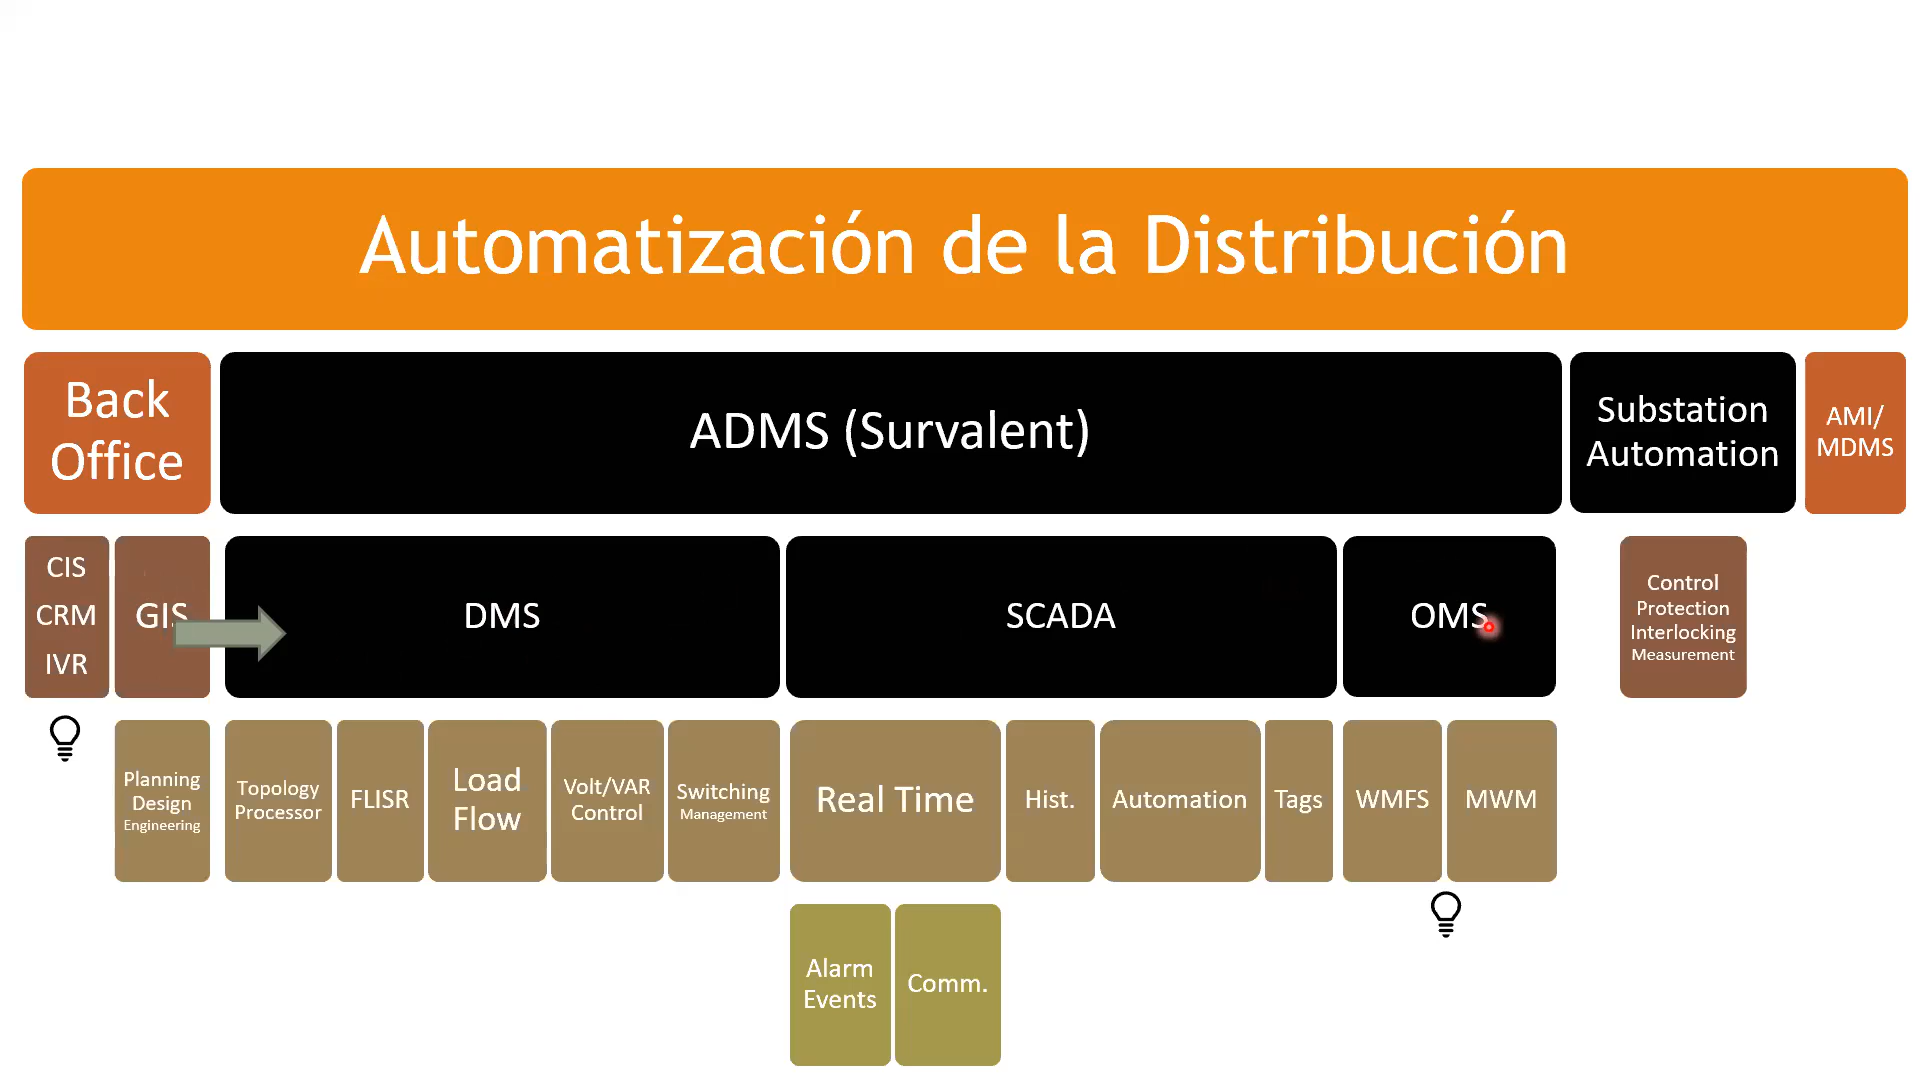 Automatización de la Distribución
Back
Office
ADMS (Survalent)
Substation
Automation
AMI/
MDMS
CIS
CRM
IVR
GIS
DMS
SCADA
OMS
Control
Protection
Interlocking
Measurement
Planning
Design
Engineering
Topology
Processor
FLISR
Load
Flow
Volt/VAR
Control
Switching
Management
Real Time
Hist.
Automation
Tags
WMFS
MWM
Alarm
Events
Comm.